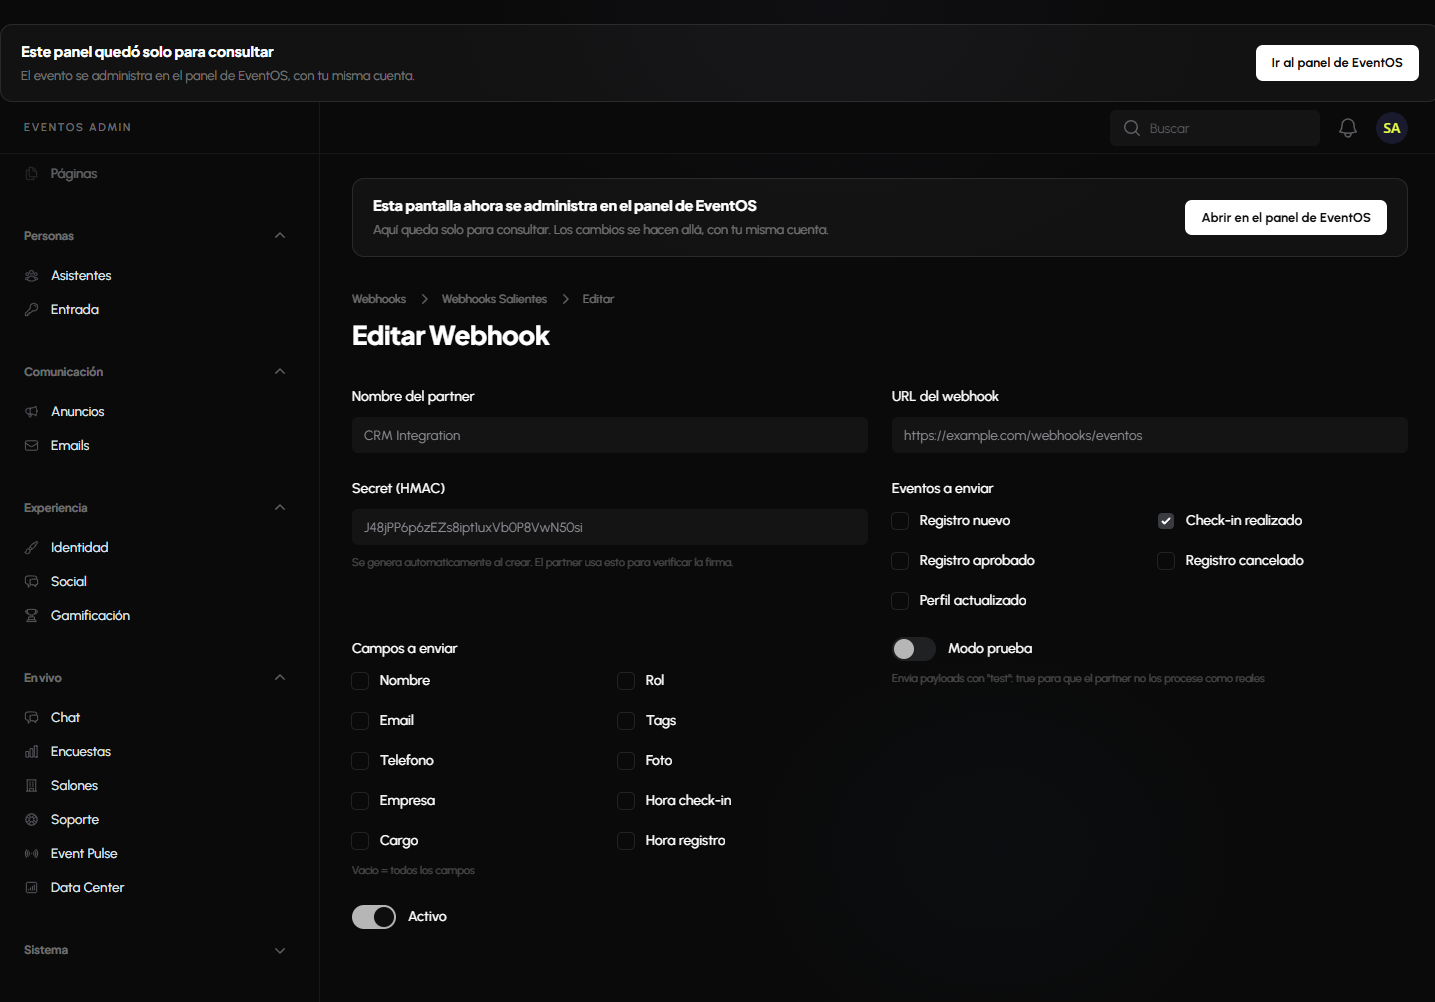 Este panel quedó solo para consultar
El evento se administra en el panel de EventOS, con tu misma cuenta.
Ir al panel de EventOS
EVENTOS ADMIN
Buscar
SA
Páginas
Personas
Asistentes
Entrada
Comunicación
Anuncios
Emails
Experiencia
Identidad
Social
Gamificación
En vivo
Chat
Encuestas
Salones
Soporte
Event Pulse
Data Center
Sistema
Esta pantalla ahora se administra en el panel de EventOS
Aquí queda solo para consultar. Los cambios se hacen allá, con tu misma cuenta.
Abrir en el panel de EventOS
Webhooks > Webhooks Salientes > Editar
Editar Webhook
Nombre del partner
CRM Integration
URL del webhook
https://example.com/webhooks/eventos
Secret (HMAC)
J48jPP6p6zEZs8ipt1uxVb0P8VwN50si
Se genera automaticamente al crear. El partner usa esto para verificar la firma.
Eventos a enviar
Registro nuevo
Check-in realizado
Registro aprobado
Registro cancelado
Perfil actualizado
Campos a enviar
Nombre
Rol
Email
Tags
Telefono
Foto
Empresa
Hora check-in
Cargo
Hora registro
Vacio = todos los campos
Modo prueba
Envia payloads con "test": true para que el partner no los procese como reales
Activo